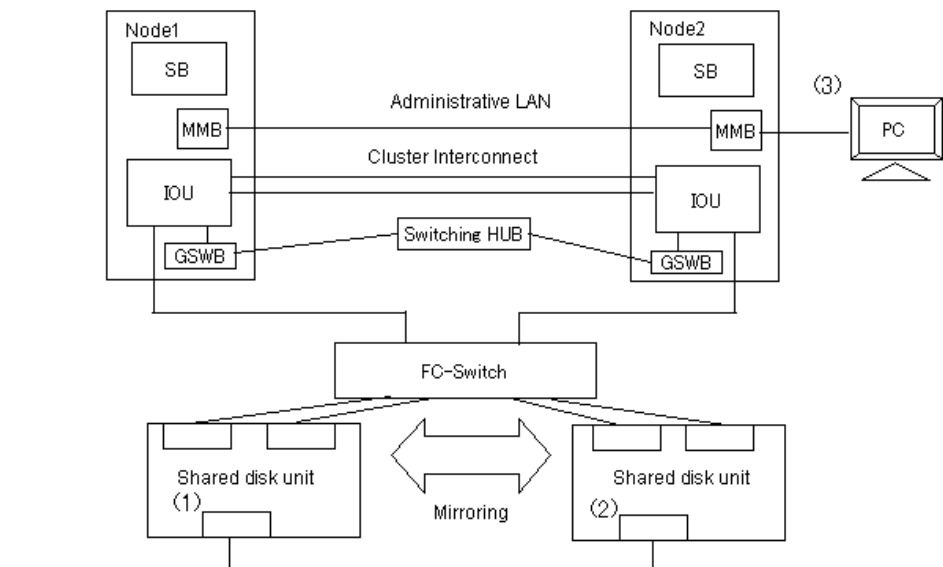 Node1
Node2
SB
SB
(3)
Administrative LAN
MMB
MMB
PC
Cluster Interconnect
IOU
IOU
Switching HUB
GSWB
GSWB
FC-Switch
Shared disk unit
Shared disk unit
(1)
(2)
Mirroring